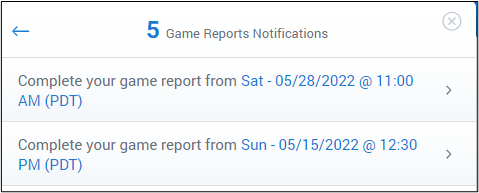 5 Game Reports Notifications
Complete your game report from Sat - 05/28/2022 @ 11:00
AM (PDT)
Complete your game report from Sun - 05/15/2022 @ 12:30
PM (PDT)